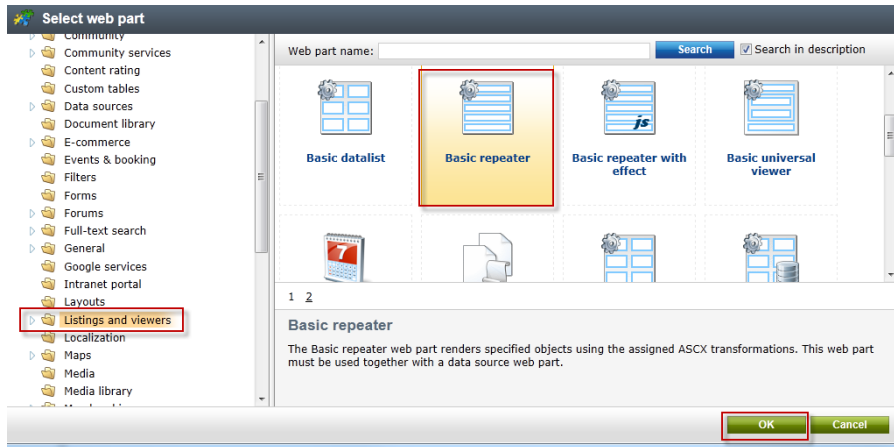 Select web part
Community
Community services
Content rating
Custom tables
Data sources
Document library
E-commerce
Events & booking
Filters
Forms
Forums
Full-text search
General
Google services
Intranet portal
Layouts
Listings and viewers
Localization
Maps
Media
Media library
Web part name:
Search
Search in description
Basic datalist
Basic repeater
js
Basic repeater with
effect
Basic universal
viewer
7
1 2
Basic repeater
The Basic repeater web part renders specified objects using the assigned ASCX transformations. This web part
must be used together with a data source web part.
OK
Cancel